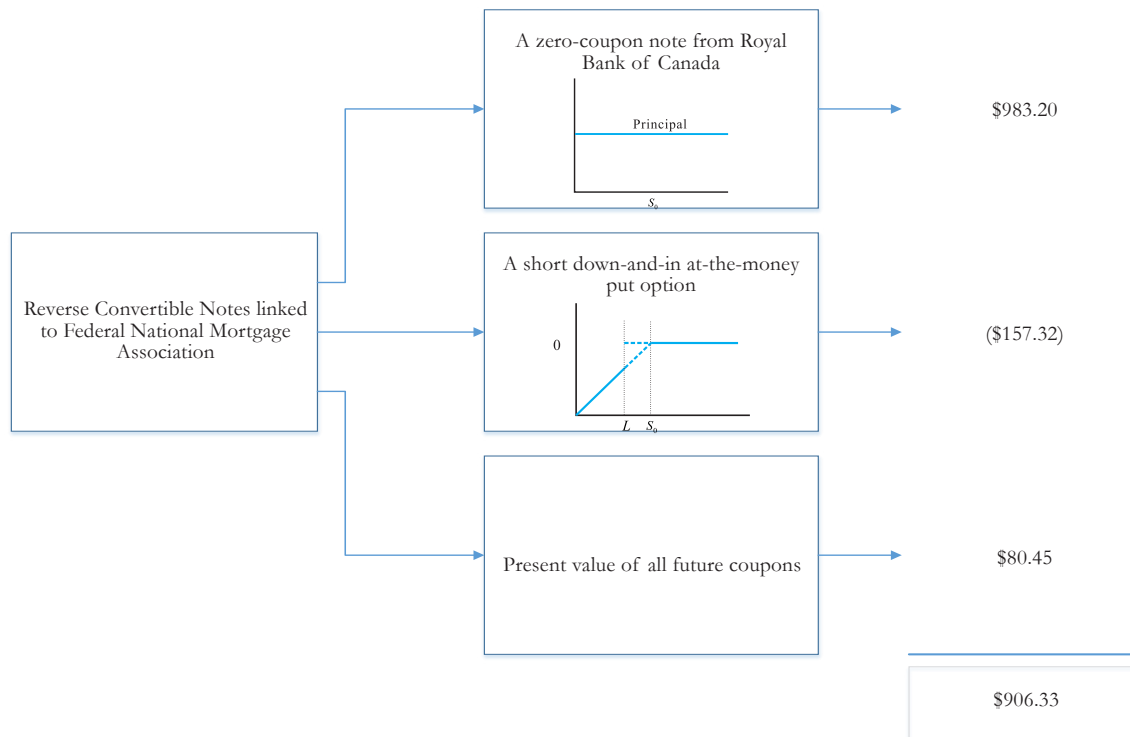 A zero-coupon note from Royal
Bank of Canada
Principal
S₀
$983.20
Reverse Convertible Notes linked
to Federal National Mortgage
Association
A short down-and-in at-the-money
put option
0
L
S₀
($157.32)
Present value of all future coupons
$80.45
$906.33